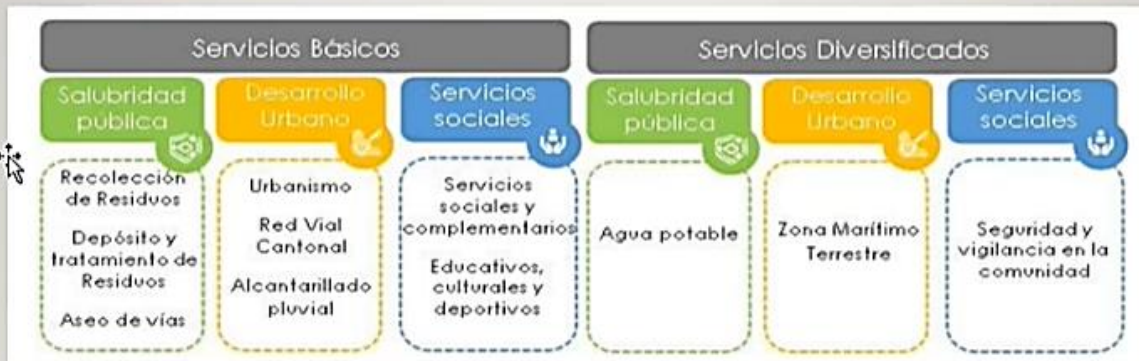 Servicios Básicos
Servicios Diversificados
Salubridad
pública
Desarrollo
Urbano
Servicios
sociales
Salubridad
pública
Desarrollo
Urbano
Servicios
sociales
Recolección
de Residuos
Depósito y
tratamiento de
Residuos
Aseo de vías
Urbanismo
Red Vial
Cantonal
Alcantarillado
pluvial
Servicios
sociales y
complementarios
Educativos,
culturales y
deportivos
Agua potable
Zona Marítimo
Terrestre
Seguridad y
vigilancia en la
comunidad